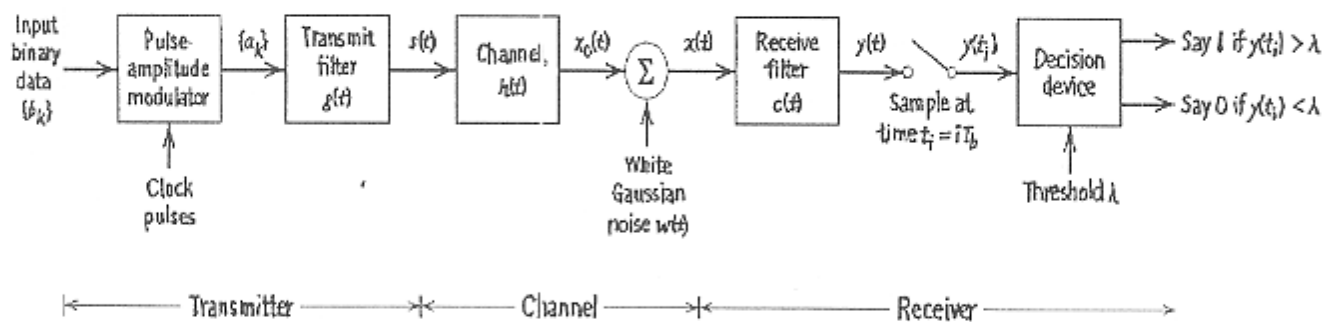 Input
binary
data
{b_k}
Pulse-
amplitude
modulator
{a_k}
Transmit
filter
g(t)
s(t)
Channel,
h(t)
x_o(t)
Σ
x(t)
Receive
filter
c(t)
y(t)
y(t_i)
Sample at
time t_i = iT_b
Decision
device
Say 1 if y(t_i) > λ
Say 0 if y(t_i) < λ
Clock
pulses
White
Gaussian
noise w(t)
Threshold λ
Transmitter
Channel
Receiver